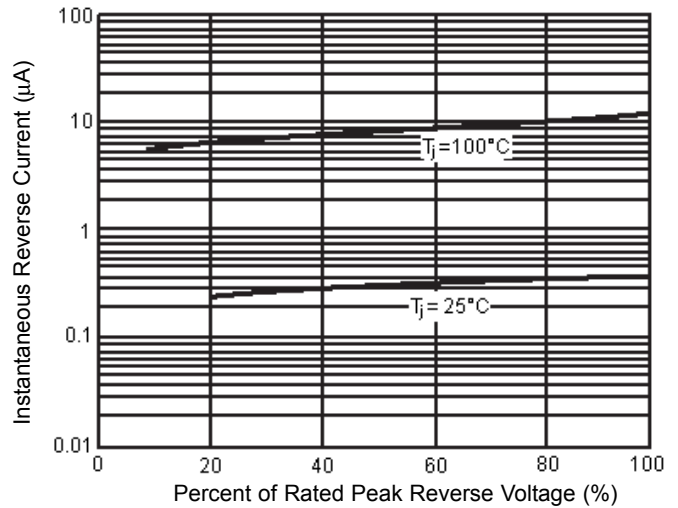 Instantaneous Reverse Current (µA)
100
10
1
0.1
0.01
Tj=100°C
Tj=25°C
0 20 40 60 80 100
Percent of Rated Peak Reverse Voltage (%)